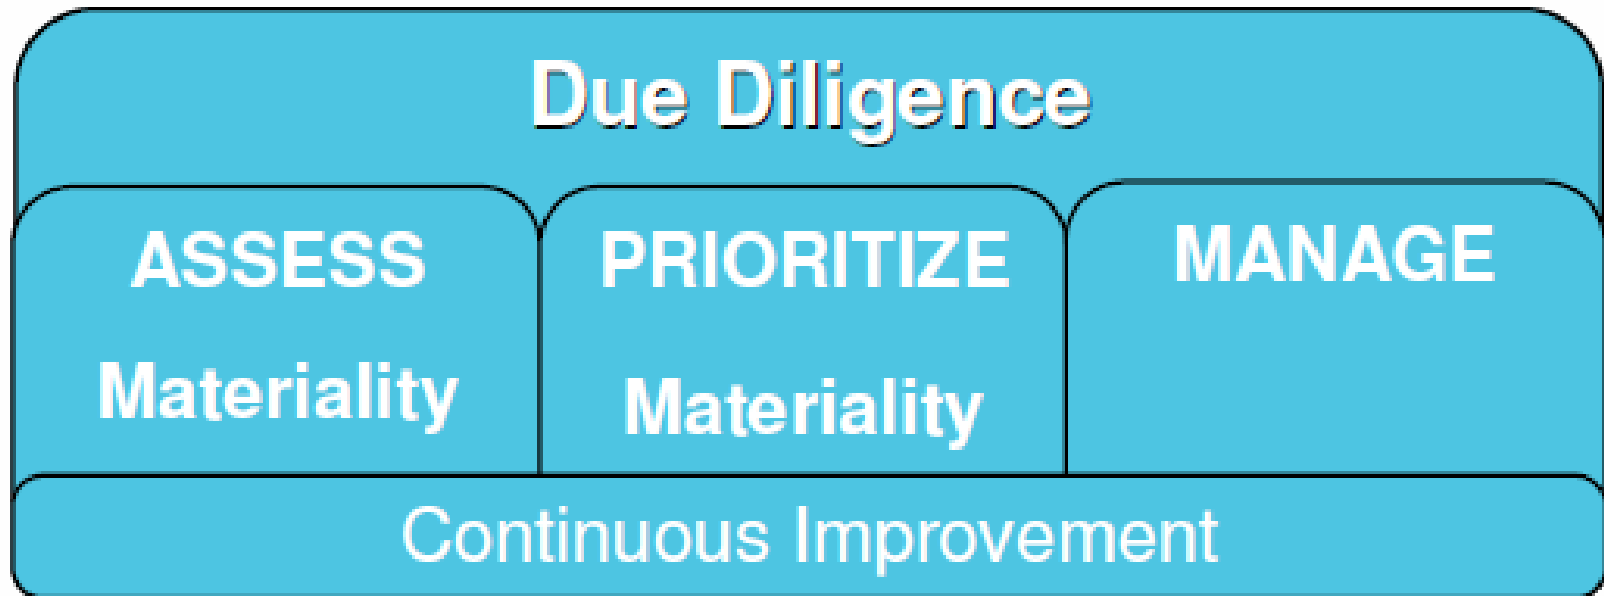 Due Diligence
ASSESS
Materiality
PRIORITIZE
Materiality
MANAGE
Continuous Improvement